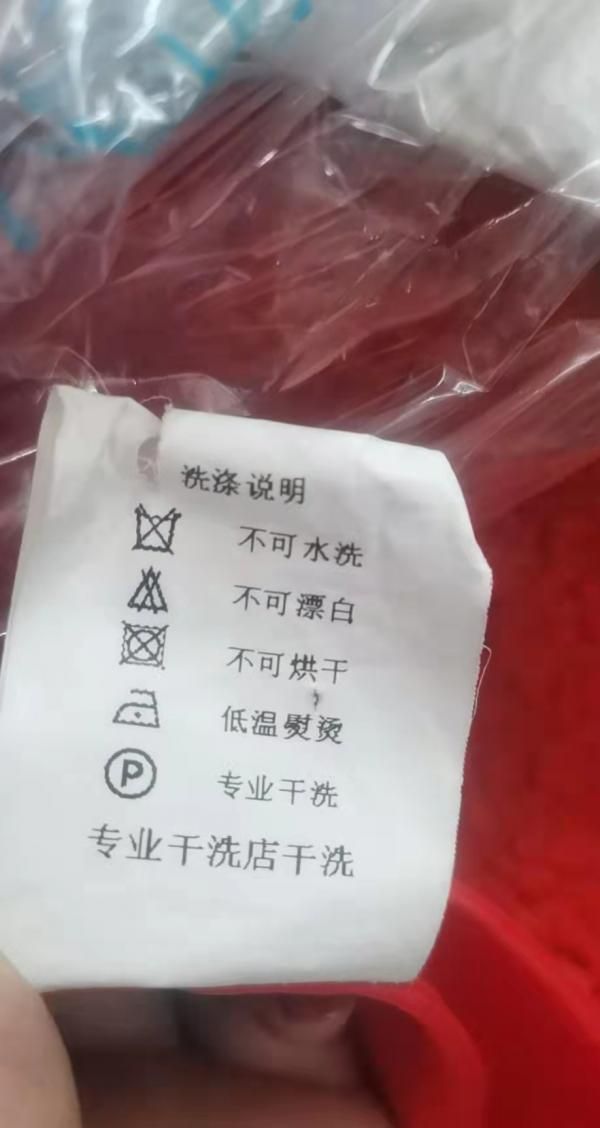 洗涤说明
不可水洗
不可漂白
不可烘干
低温熨烫
P 专业干洗
专业干洗店干洗